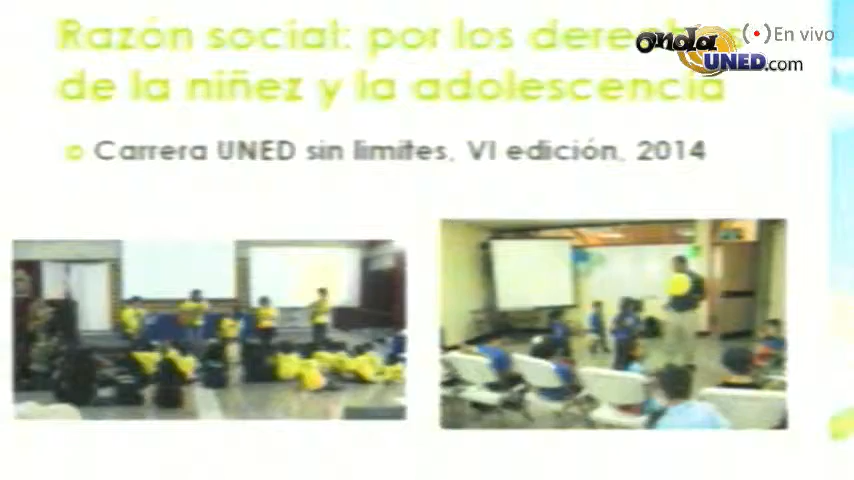 Razón social: por los derechos
onda
UNED.com
En vivo
de la niñez y la adolescencia
Carrera UNED sin limites, VI edición, 2014